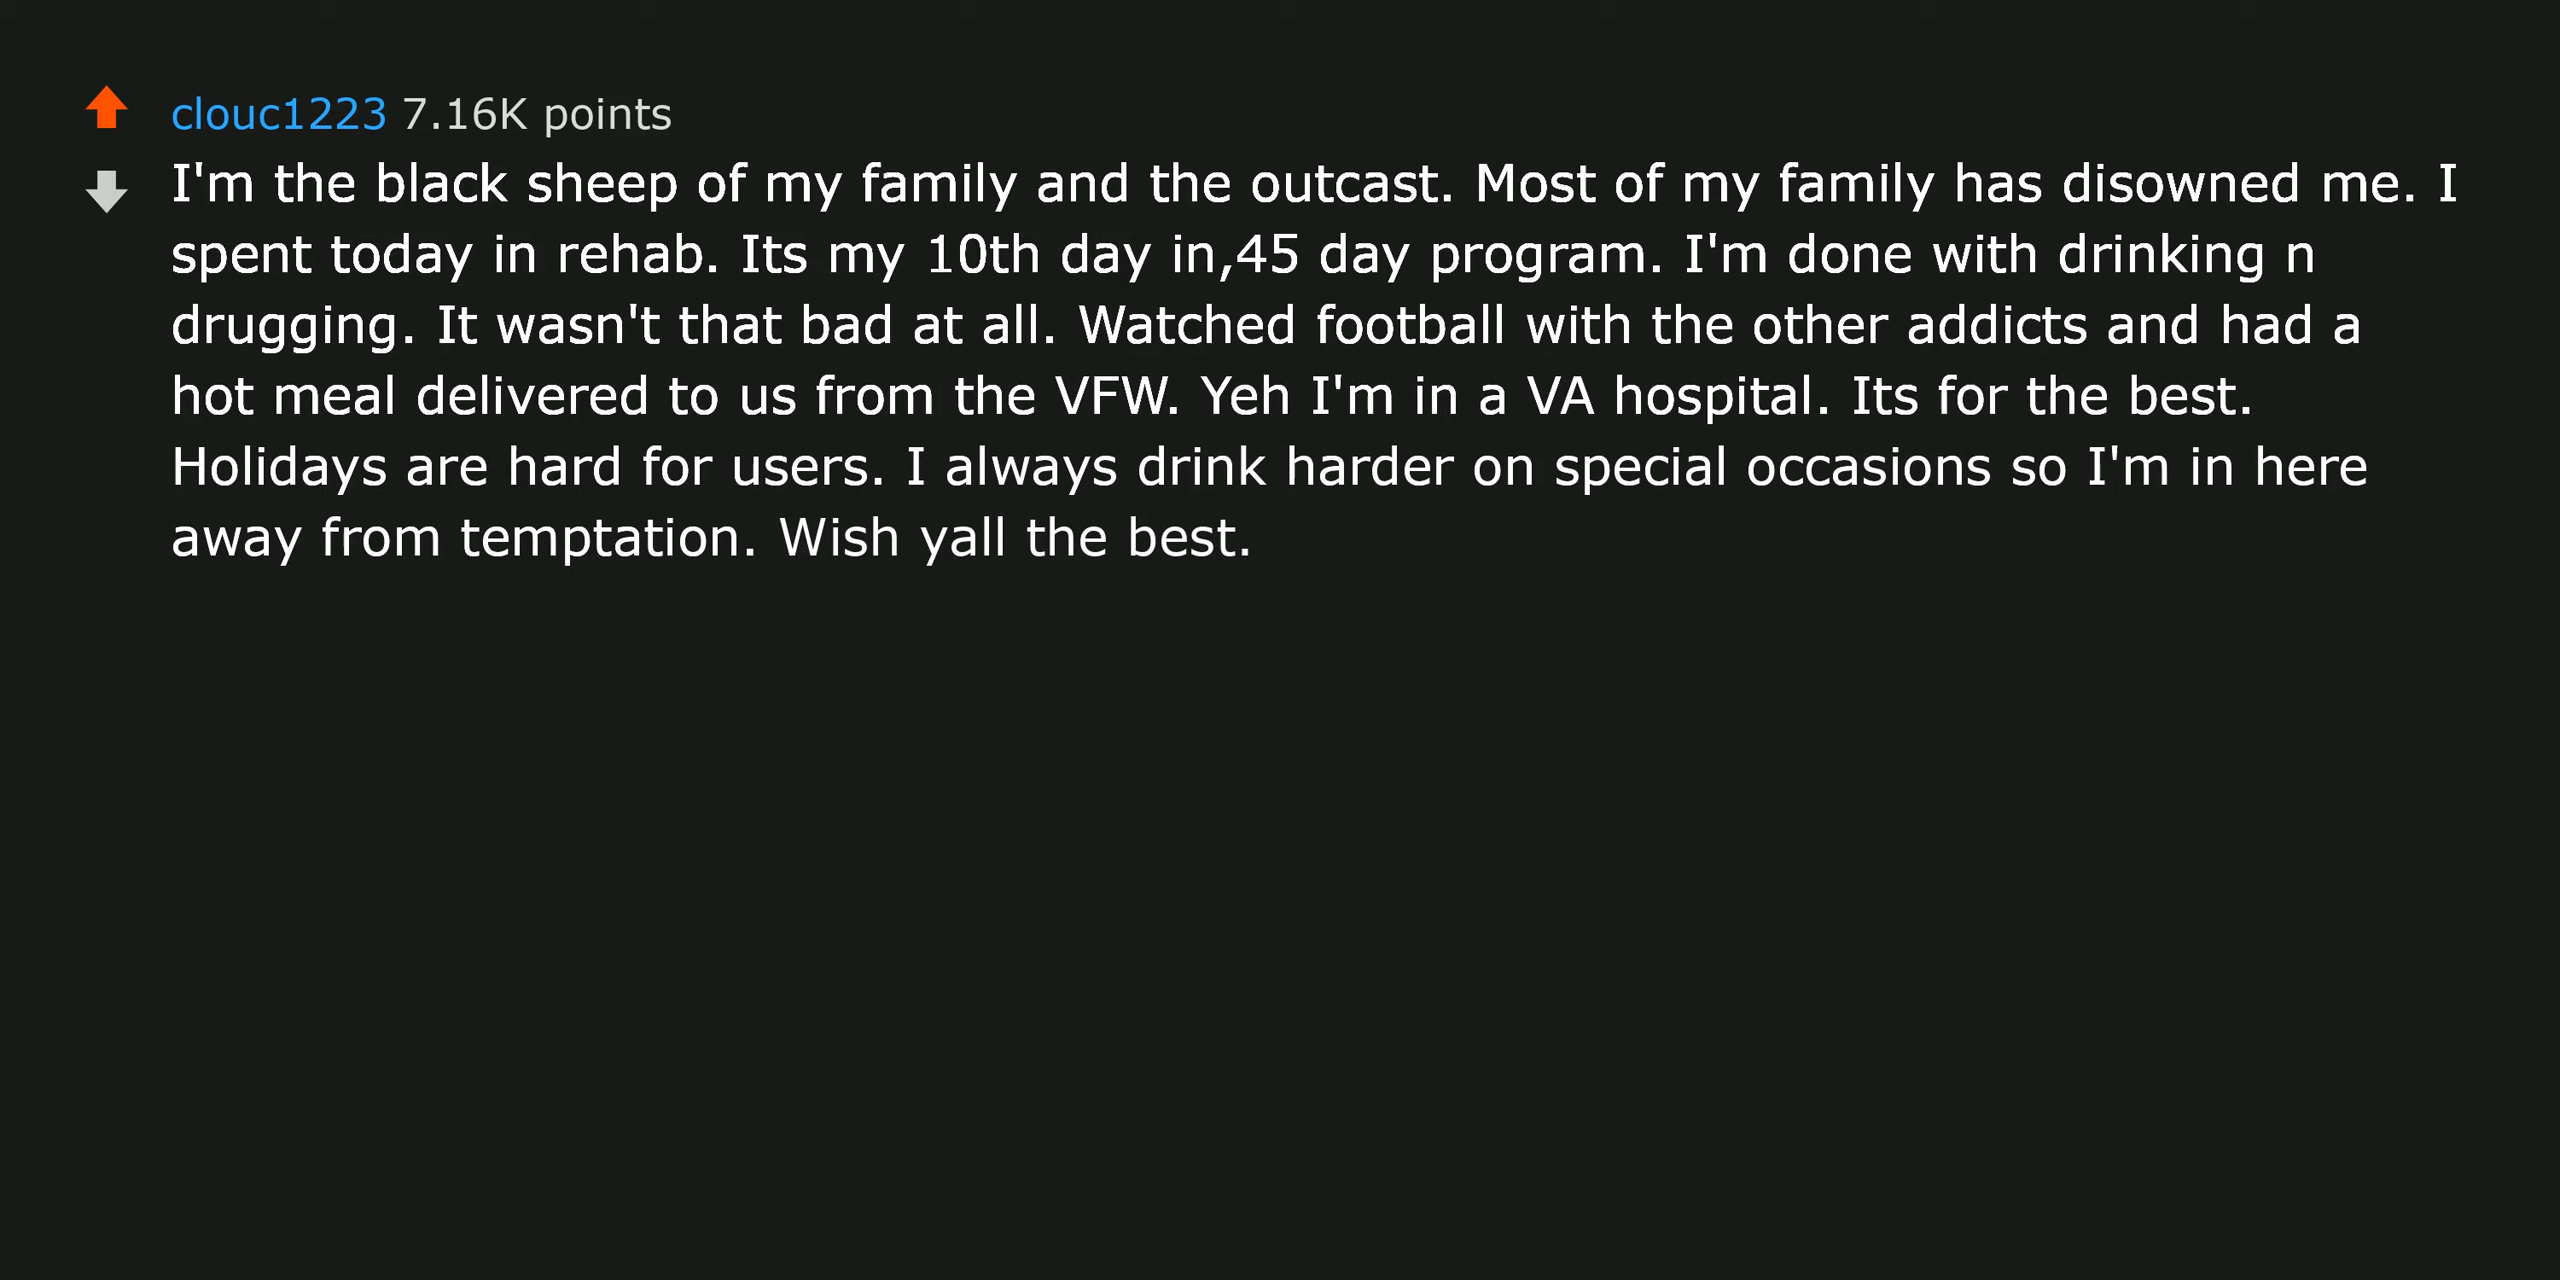 clouc1223 7.16K points
I'm the black sheep of my family and the outcast. Most of my family has disowned me. I
spent today in rehab. Its my 10th day in,45 day program. I'm done with drinking n
drugging. It wasn't that bad at all. Watched football with the other addicts and had a
hot meal delivered to us from the VFW. Yeh I'm in a VA hospital. Its for the best.
Holidays are hard for users. I always drink harder on special occasions so I'm in here
away from temptation. Wish yall the best.